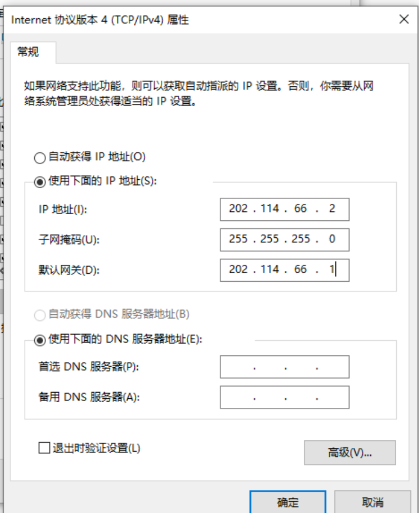 Internet 协议版本 4 (TCP/IPv4) 属性
常规
如果网络支持此功能，则可以获取自动指派的 IP 设置。否则，你需要从网
络系统管理员处获得适当的 IP 设置。
自动获得 IP 地址(O)
使用下面的 IP 地址(S):
IP 地址(I): 202 . 114 . 66 . 2
子网掩码(U): 255 . 255 . 255 . 0
默认网关(D): 202 . 114 . 66 . 1
自动获得 DNS 服务器地址(B)
使用下面的 DNS 服务器地址(E):
首选 DNS 服务器(P): . . .
备用 DNS 服务器(A): . . .
退出时验证设置(L)
高级(V)...
确定 取消